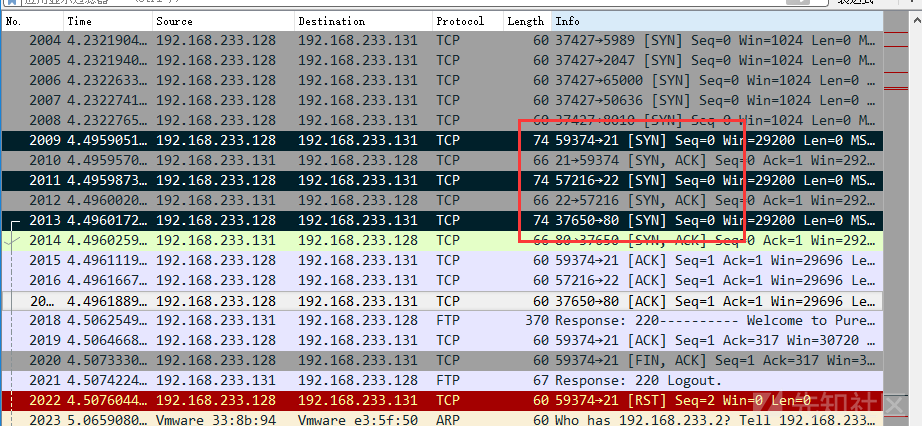 No. Time Source Destination Protocol Length Info
2004 4.2321904… 192.168.233.128 192.168.233.131 TCP 60 37427→5989 [SYN] Seq=0 Win=1024 Len=0 M…
2005 4.2321940… 192.168.233.128 192.168.233.131 TCP 60 37427→2047 [SYN] Seq=0 Win=1024 Len=0 M…
2006 4.2322633… 192.168.233.128 192.168.233.131 TCP 60 37427→65000 [SYN] Seq=0 Win=1024 Len=0 …
2007 4.2322741… 192.168.233.128 192.168.233.131 TCP 60 37427→50636 [SYN] Seq=0 Win=1024 Len=0 …
2008 4.2322765… 192.168.233.128 192.168.233.131 TCP 60 37427→8010 [SYN] Seq=0 Win=1024 Len=0 M…
2009 4.4959051… 192.168.233.128 192.168.233.131 TCP 74 59374→21 [SYN] Seq=0 Win=29200 Len=0 MS…
2010 4.4959570… 192.168.233.131 192.168.233.128 TCP 66 21→59374 [SYN, ACK] Seq=0 Ack=1 Win=292…
2011 4.4959873… 192.168.233.128 192.168.233.131 TCP 74 57216→22 [SYN] Seq=0 Win=29200 Len=0 MS…
2012 4.4960020… 192.168.233.131 192.168.233.128 TCP 66 22→57216 [SYN, ACK] Seq=0 Ack=1 Win=292…
2013 4.4960172… 192.168.233.128 192.168.233.131 TCP 74 37650→80 [SYN] Seq=0 Win=29200 Len=0 MS…
2014 4.4960259… 192.168.233.131 192.168.233.128 TCP 66 80→37650 [SYN, ACK] Seq=0 Ack=1 Win=292…
2015 4.4961119… 192.168.233.128 192.168.233.131 TCP 60 59374→21 [ACK] Seq=1 Ack=1 Win=29696 Le…
2016 4.4961667… 192.168.233.128 192.168.233.131 TCP 60 57216→22 [ACK] Seq=1 Ack=1 Win=29696 Le…
20… 4.4961889… 192.168.233.128 192.168.233.131 TCP 60 37650→80 [ACK] Seq=1 Ack=1 Win=29696 Le…
2018 4.5062549… 192.168.233.131 192.168.233.128 FTP 370 Response: 220---------- Welcome to Pure…
2019 4.5064668… 192.168.233.128 192.168.233.131 TCP 60 59374→21 [ACK] Seq=1 Ack=317 Win=30720 …
2020 4.5073330… 192.168.233.128 192.168.233.131 TCP 60 59374→21 [FIN, ACK] Seq=1 Ack=317 Win=3…
2021 4.5074224… 192.168.233.131 192.168.233.128 FTP 67 Response: 220 Logout.
2022 4.5076044… 192.168.233.128 192.168.233.131 TCP 60 59374→21 [RST] Seq=2 Win=0 Len=0
2023 5.0659080… Vmware_33:8b:94 Vmware_e3:5f:50 ARP 60 Who has 192.168.233.2? Tell 192.168.233…
先知社区